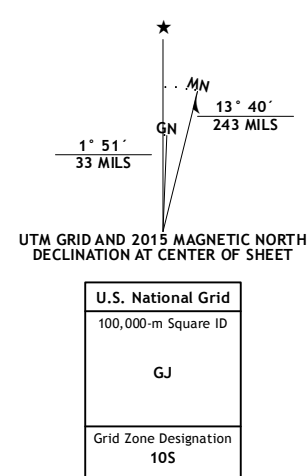 ★
MN
GN
13° 40´
243 MILS
1° 51´
33 MILS
UTM GRID AND 2015 MAGNETIC NORTH
DECLINATION AT CENTER OF SHEET
U.S. National Grid
100,000-m Square ID
GJ
Grid Zone Designation
10S